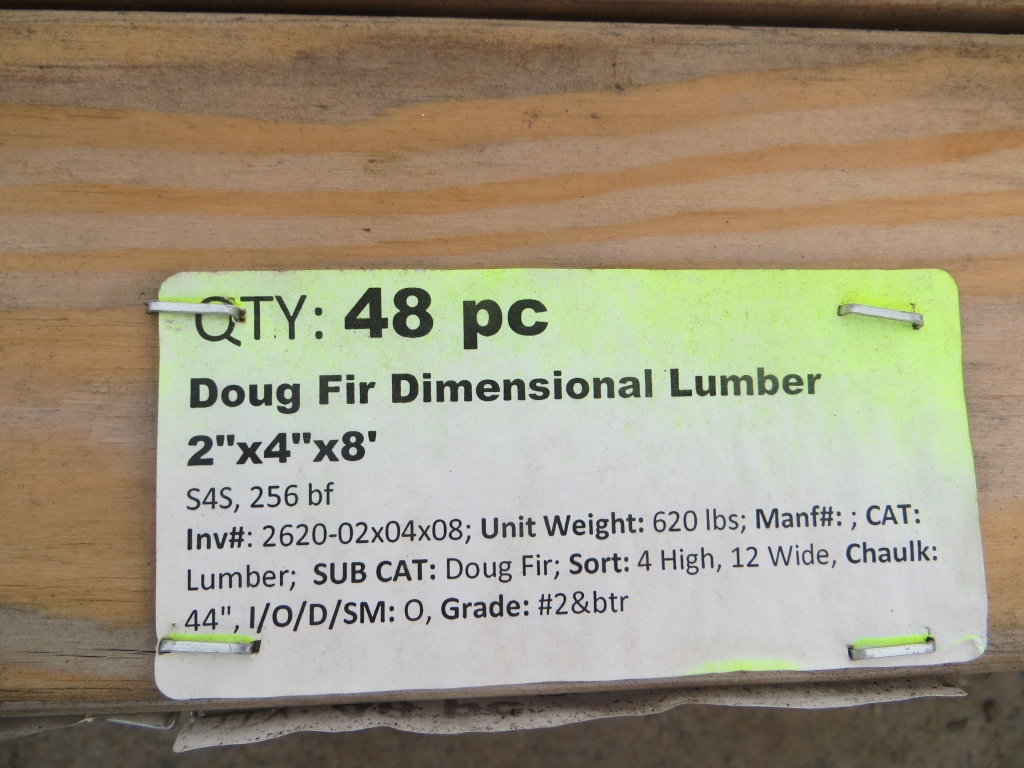 QTY: 48 pc
Doug Fir Dimensional Lumber
2"x4"x8'
S4S, 256 bf
Inv#: 2620-02x04x08; Unit Weight: 620 lbs; Manf#: ; CAT:
Lumber; SUB CAT: Doug Fir; Sort: 4 High, 12 Wide, Chaulk:
44", I/O/D/SM: O, Grade: #2&btr